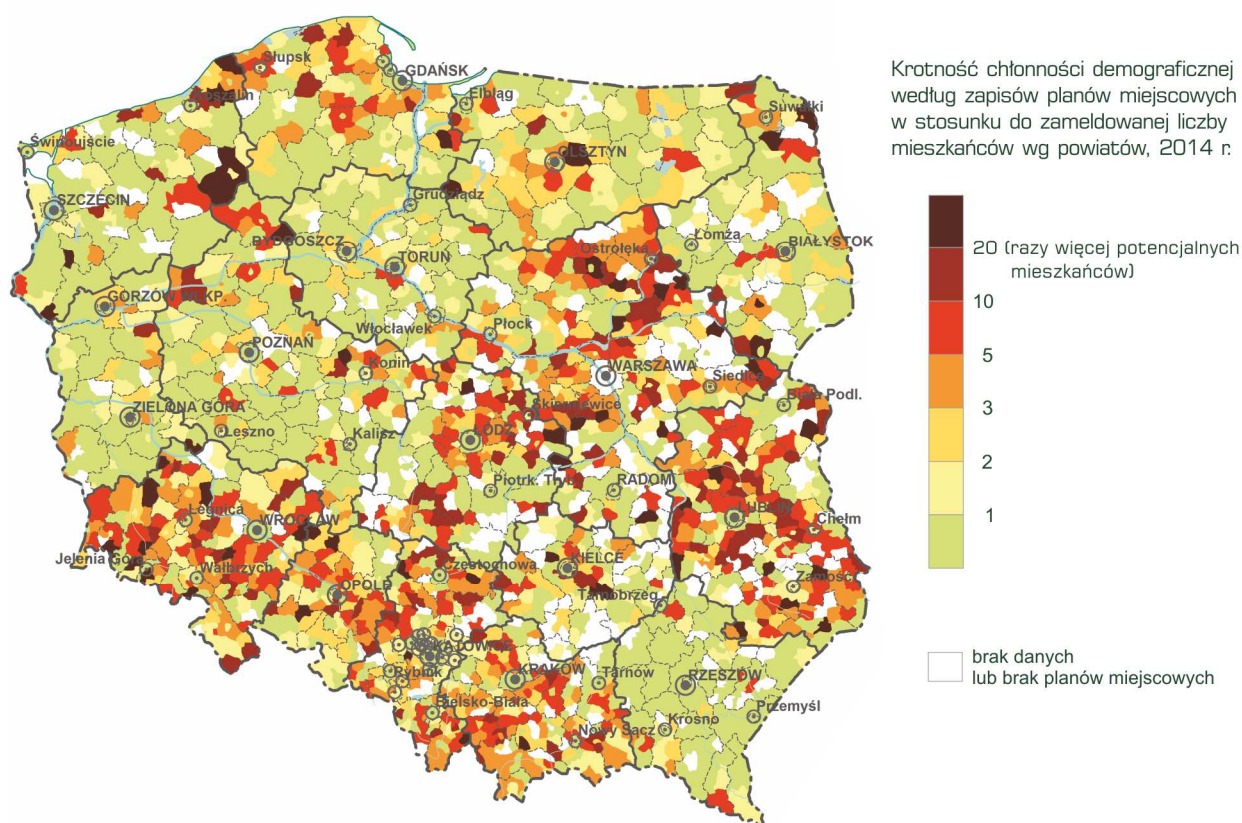 Słupsk
GDAŃSK
Koszalin
Elbląg
Suwałki
Świnoujście
OLSZTYN
SZCZECIN
Grudziądz
BYDGOSZCZ
Łomża
Ostrołęka
BIAŁYSTOK
TORUŃ
GORZÓW WLKP.
Włocławek
Płock
POZNAŃ
Konin
WARSZAWA
Siedlce
Biała Podl.
ZIELONA GÓRA
Skierniewice
Leszno
Kalisz
ŁÓDŹ
Piotrk. Tryb.
RADOM
Legnica
WROCŁAW
LUBLIN
Chełm
Jelenia Góra
Wałbrzych
Częstochowa
KIELCE
Zamość
OPOLE
Tarnobrzeg
KATOWICE
Rybnik
KRAKÓW
Tarnów
RZESZÓW
Bielsko-Biała
Przemyśl
Krosno
Nowy Sącz
Krotność chłonności demograficznej
według zapisów planów miejscowych
w stosunku do zameldowanej liczby
mieszkańców wg powiatów, 2014 r.
20 (razy więcej potencjalnych
mieszkańców)
10
5
3
2
1
brak danych
lub brak planów miejscowych